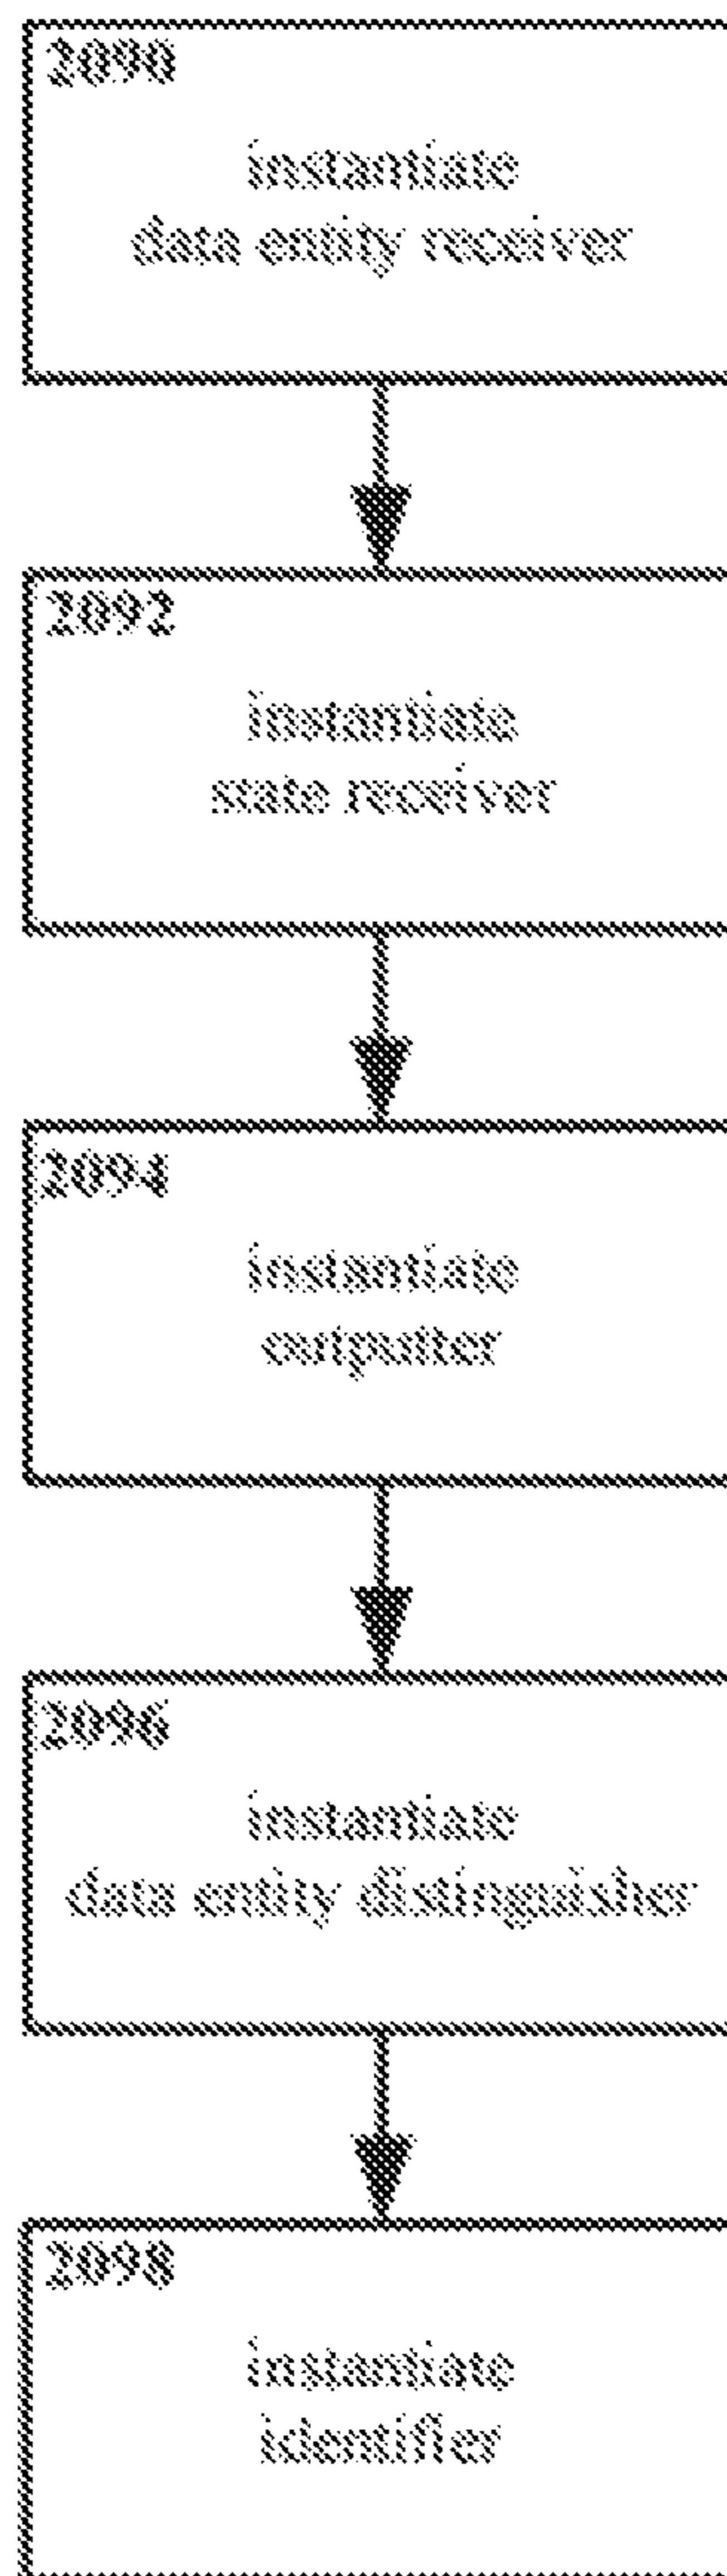 2090
instantiate
data entity receiver
2092
instantiate
state receiver
2094
instantiate
outputter
2096
instantiate
data entity distinguisher
2098
instantiate
identifier